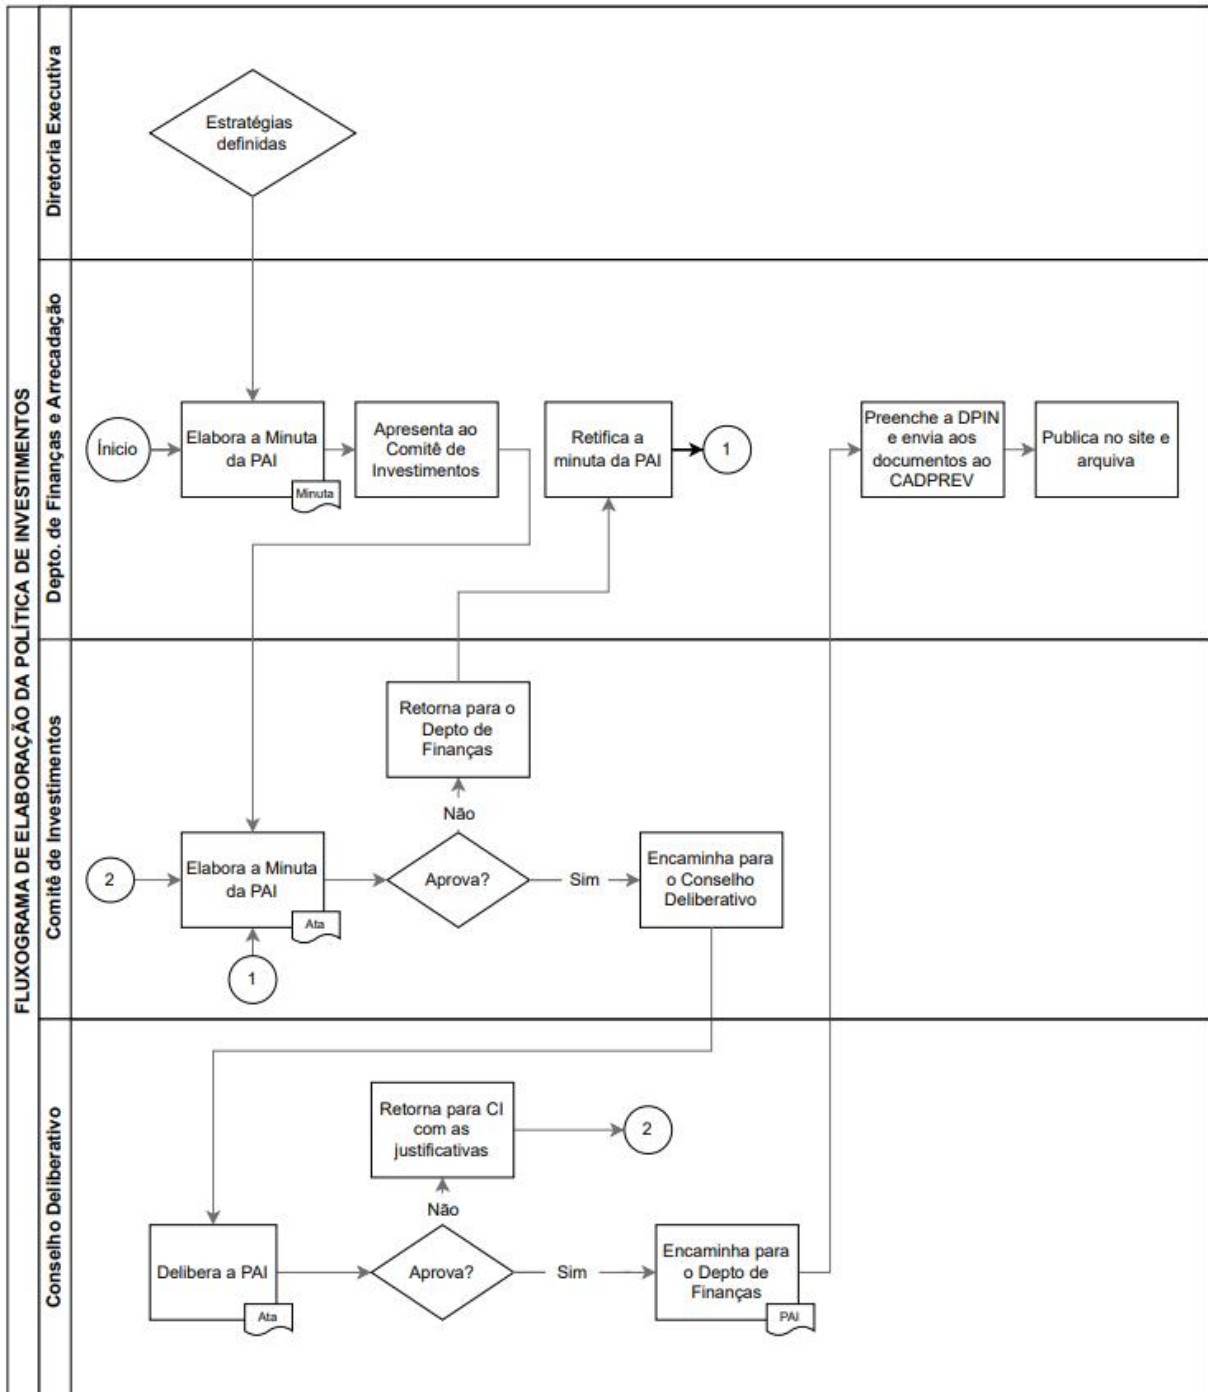 FLUXOGRAMA DE ELABORAÇÃO DA POLÍTICA DE INVESTIMENTOS
Diretoria Executiva
Estratégias
definidas
Depto. de Finanças e Arrecadação
Ínicio
Elabora a Minuta
da PAI
Minuta
Apresenta ao
Comitê de
Investimentos
Retifica a
minuta da PAI
1
Preenche a DPIN
e envia aos
documentos ao
CADPREV
Publica no site e
arquiva
Comitê de Investimentos
Retorna para o
Depto de
Finanças
Não
2
Elabora a Minuta
da PAI
Ata
1
Aprova?
Sim
Encaminha para
o Conselho
Deliberativo
Conselho Deliberativo
Retorna para CI
com as
justificativas
2
Não
Delibera a PAI
Ata
Aprova?
Sim
Encaminha para
o Depto de
Finanças
PAI